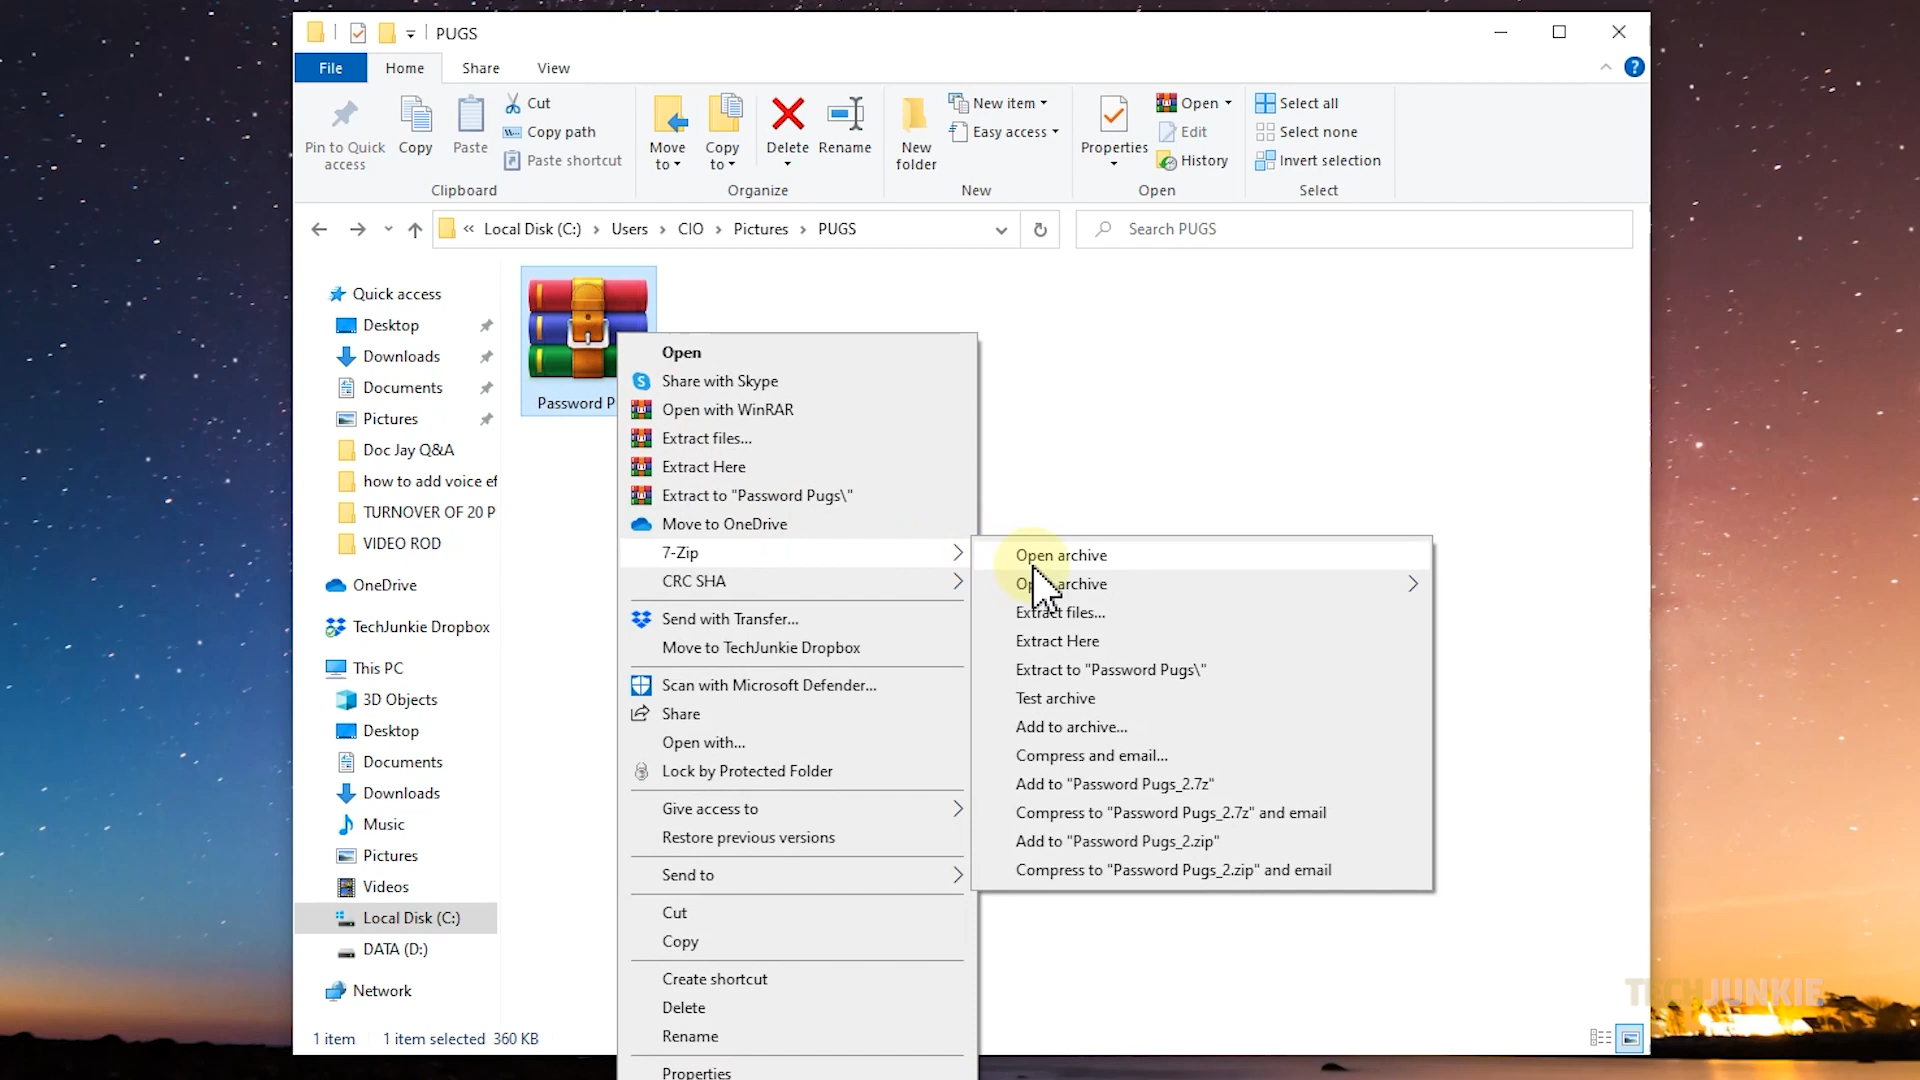 PUGS
File Home Share View
Pin to Quick access
Copy
Paste
Cut
Copy path
Paste shortcut
Clipboard
Move to
Copy to
Delete
Rename
Organize
New folder
New item
Easy access
New
Properties
Open
Edit
History
Open
Select all
Select none
Invert selection
Select
« Local Disk (C:) › Users › CIO › Pictures › PUGS
Search PUGS
Quick access
Desktop
Downloads
Documents
Pictures
Doc Jay Q&A
how to add voice ef
TURNOVER OF 20 P
VIDEO ROD
OneDrive
TechJunkie Dropbox
This PC
3D Objects
Desktop
Documents
Downloads
Music
Pictures
Videos
Local Disk (C:)
DATA (D:)
Network
Password P
Open
Share with Skype
Open with WinRAR
Extract files...
Extract Here
Extract to "Password Pugs\"
Move to OneDrive
7-Zip
CRC SHA
Send with Transfer...
Move to TechJunkie Dropbox
Scan with Microsoft Defender...
Share
Open with...
Lock by Protected Folder
Give access to
Restore previous versions
Send to
Cut
Copy
Create shortcut
Delete
Rename
Properties
Open archive
Open archive
Extract files...
Extract Here
Extract to "Password Pugs\"
Test archive
Add to archive...
Compress and email...
Add to "Password Pugs_2.7z"
Compress to "Password Pugs_2.7z" and email
Add to "Password Pugs_2.zip"
Compress to "Password Pugs_2.zip" and email
1 item 1 item selected 360 KB
TECHJUNKIE